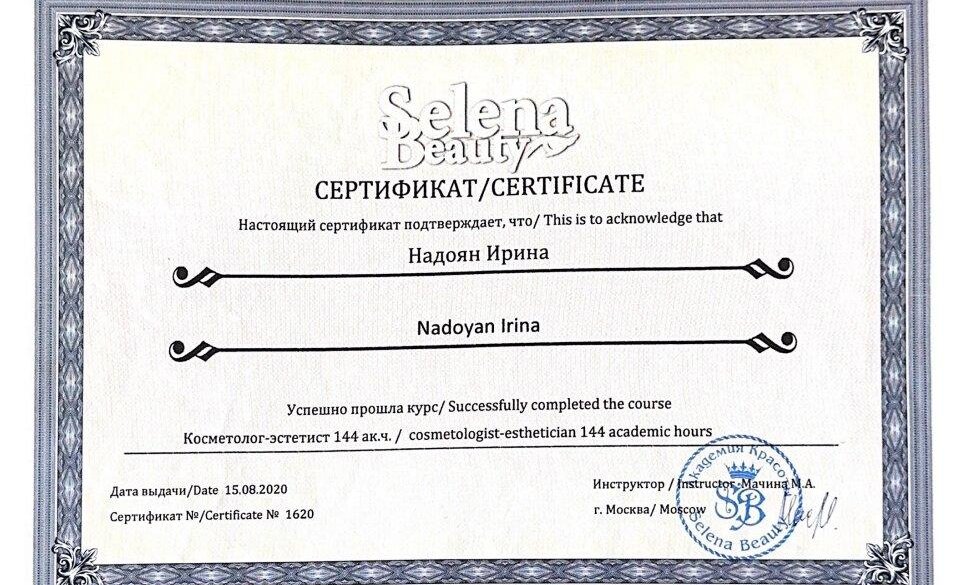 Selena
Beauty
СЕРТИФИКАТ/CERTIFICATE
Настоящий сертификат подтверждает, что/ This is to acknowledge that
Надоян Ирина
Nadoyan Irina
Успешно прошла курс/ Successfully completed the course
Косметолог-эстетист 144 ак.ч. / cosmetologist-esthetician 144 academic hours
Дата выдачи/Date 15.08.2020
Сертификат №/Certificate № 1620
Инструктор / Instructor Мачина М.А.
г. Москва/ Moscow
Академия Красоты
SB
Selena Beauty